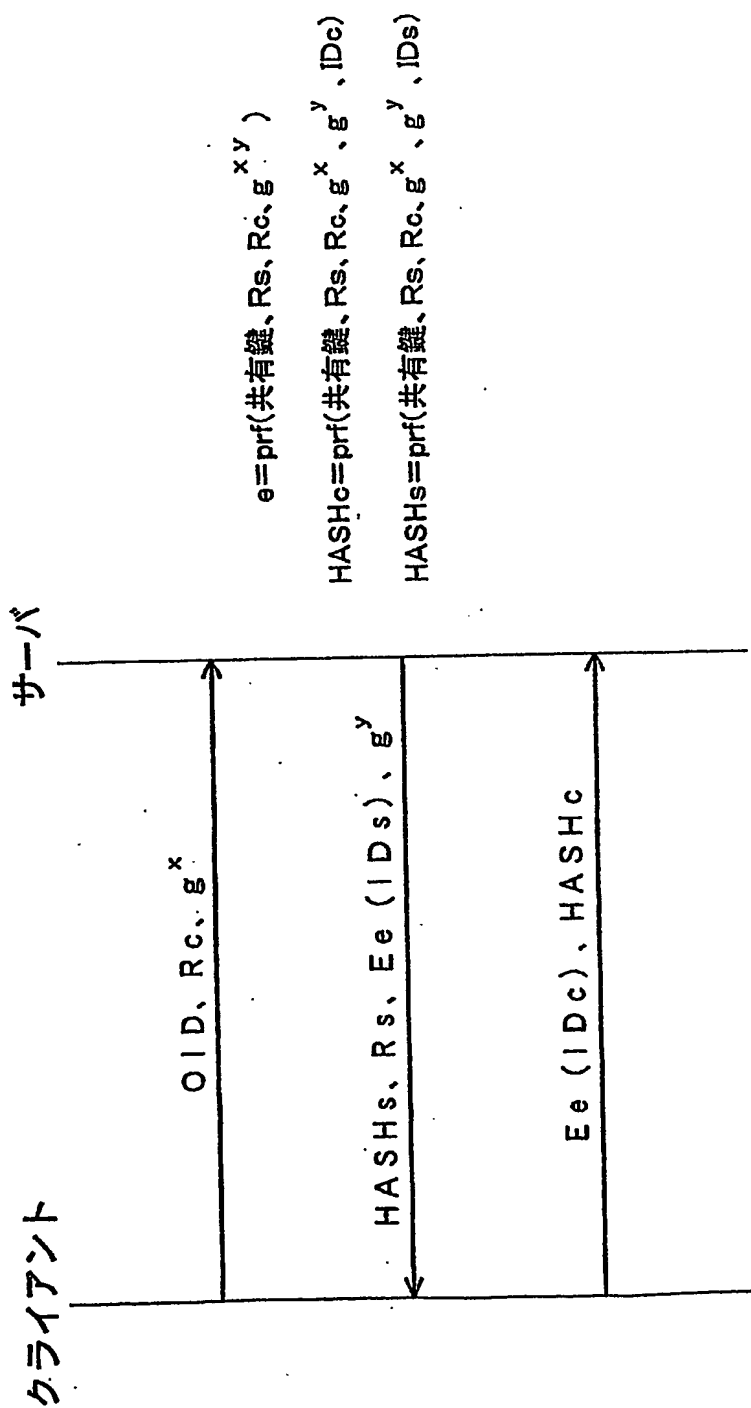 クライアント
サーバ
OID、Rc、g^x
HASHs、Rs、Ee(IDs)、g^y
Ee(IDc)、HASHc
e=prf(共有鍵、Rs、Rc、g^xy)
HASHc=prf(共有鍵、Rs、Rc、g^x、g^y、IDc)
HASHs=prf(共有鍵、Rs、Rc、g^x、g^y、IDs)